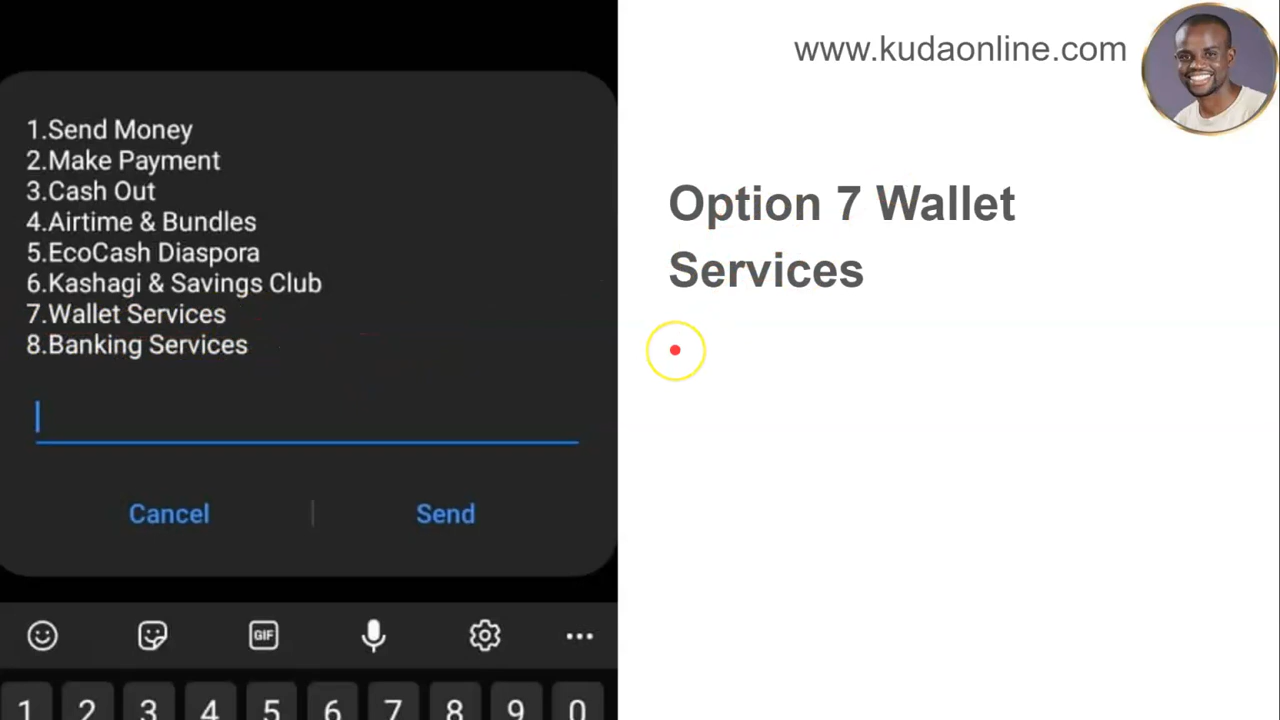 www.kudaonline.com
1.Send Money
2.Make Payment
3.Cash Out
4.Airtime & Bundles
5.EcoCash Diaspora
6.Kashagi & Savings Club
7.Wallet Services
8.Banking Services
Cancel
Send
GIF
1 2 3 4 5 6 7 8 9 0
Option 7 Wallet
Services